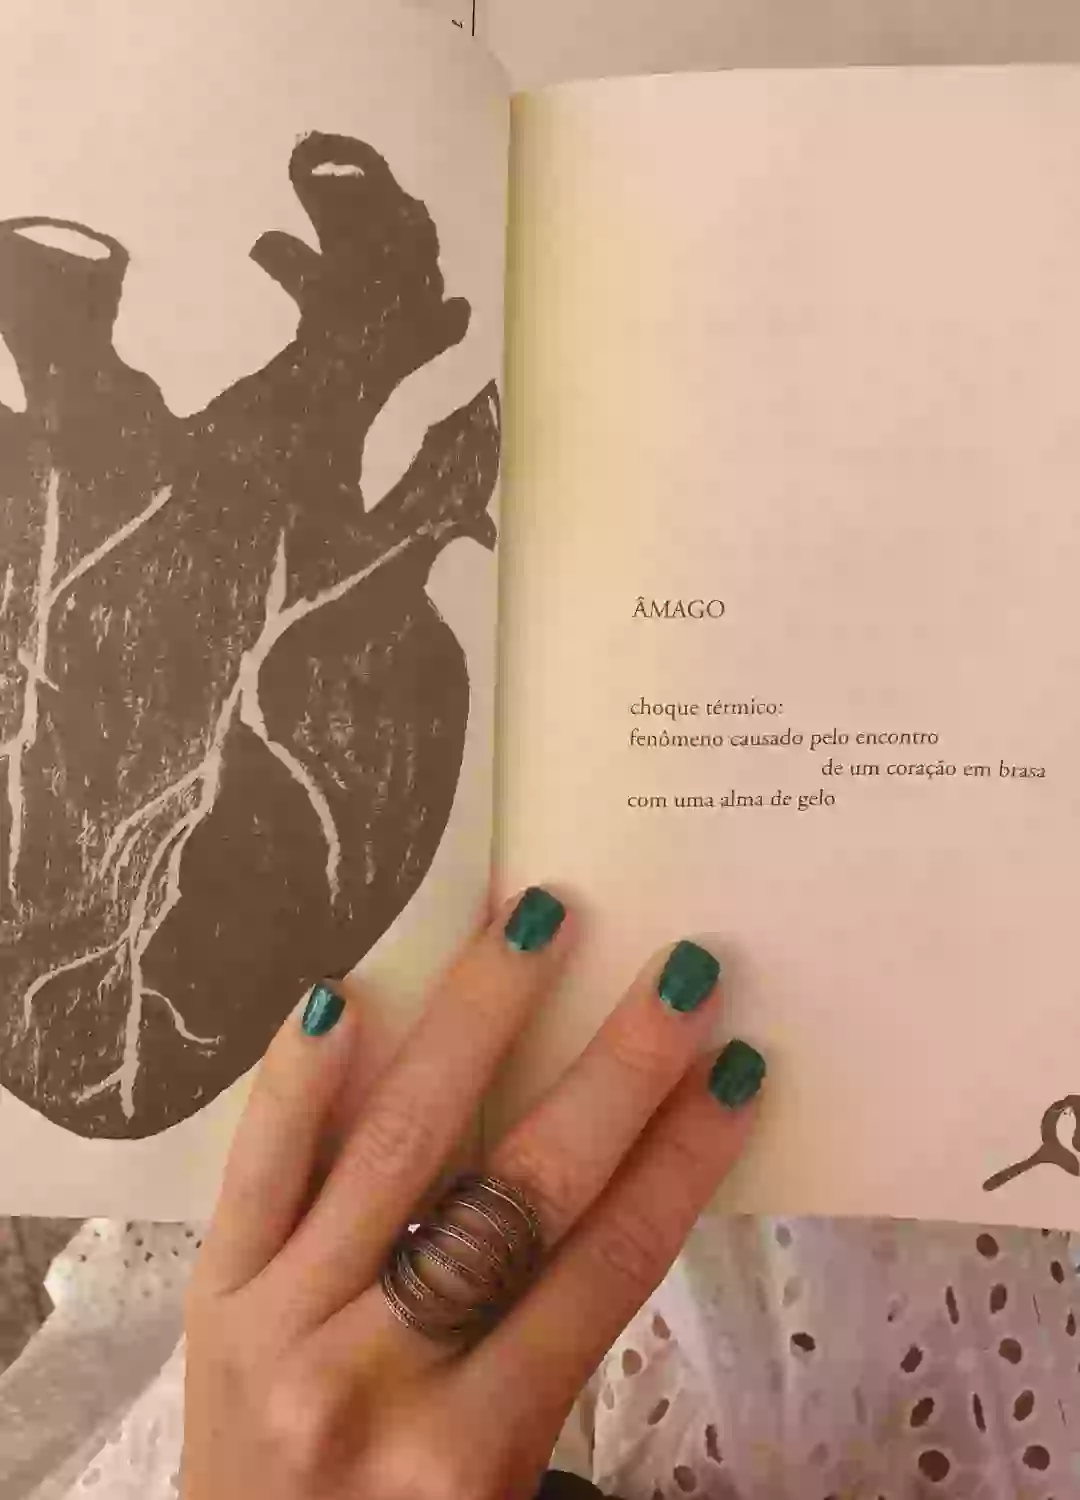 ÂMAGO
choque térmico:
fenômeno causado pelo encontro
de um coração em brasa
com uma alma de gelo